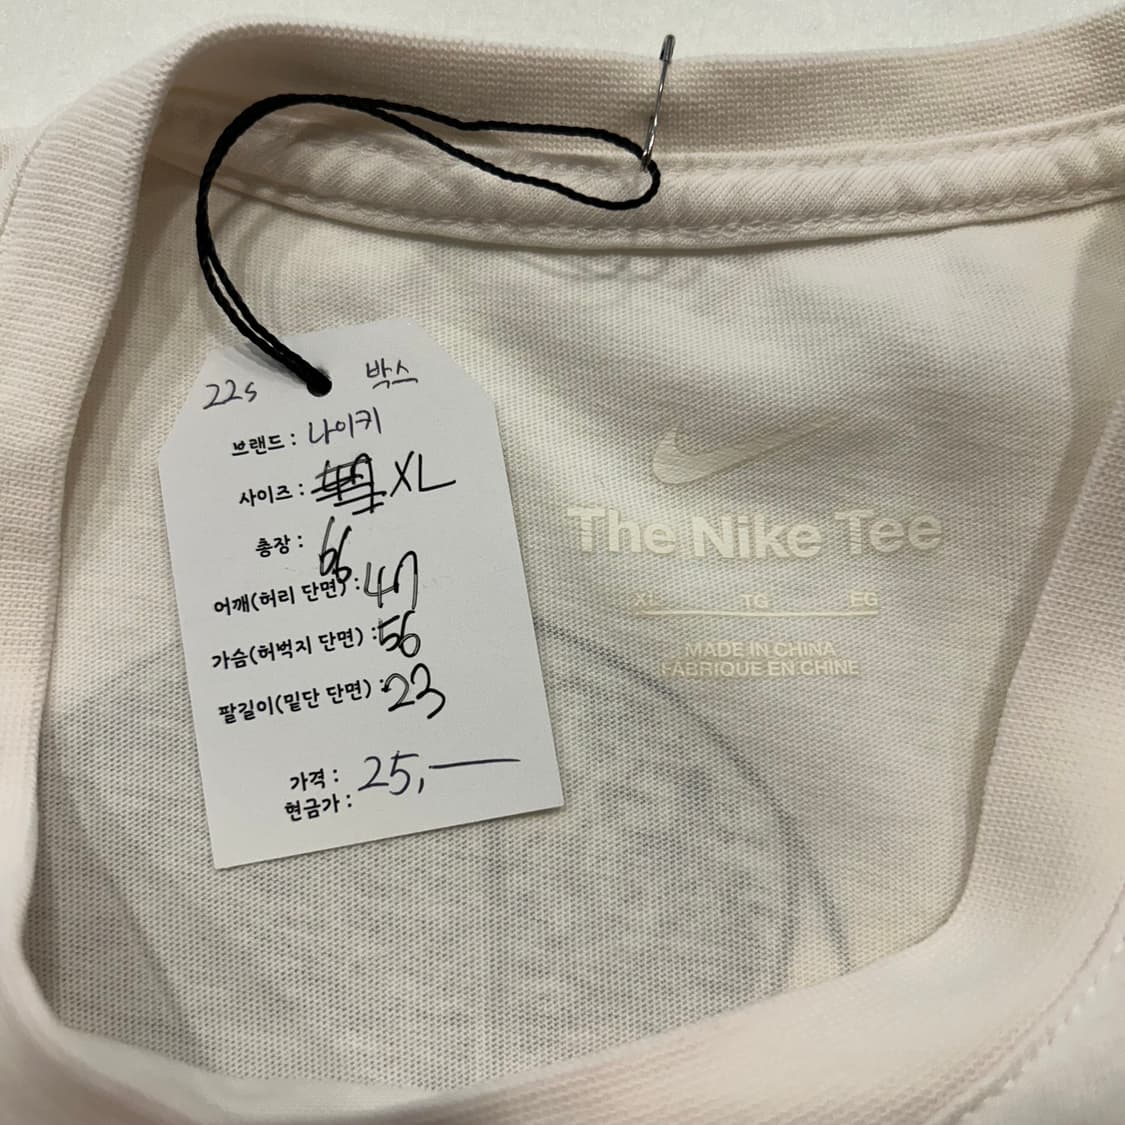 22s 박스
브랜드 : 나이키
사이즈 : XL
총장 : 66
어깨(허리 단면) : 47
가슴(허벅지 단면) : 56
팔길이(밑단 단면) : 23
가격 : 25,—
현금가 :
The Nike Tee
XL TG EG
MADE IN CHINA
FABRIQUE EN CHINE